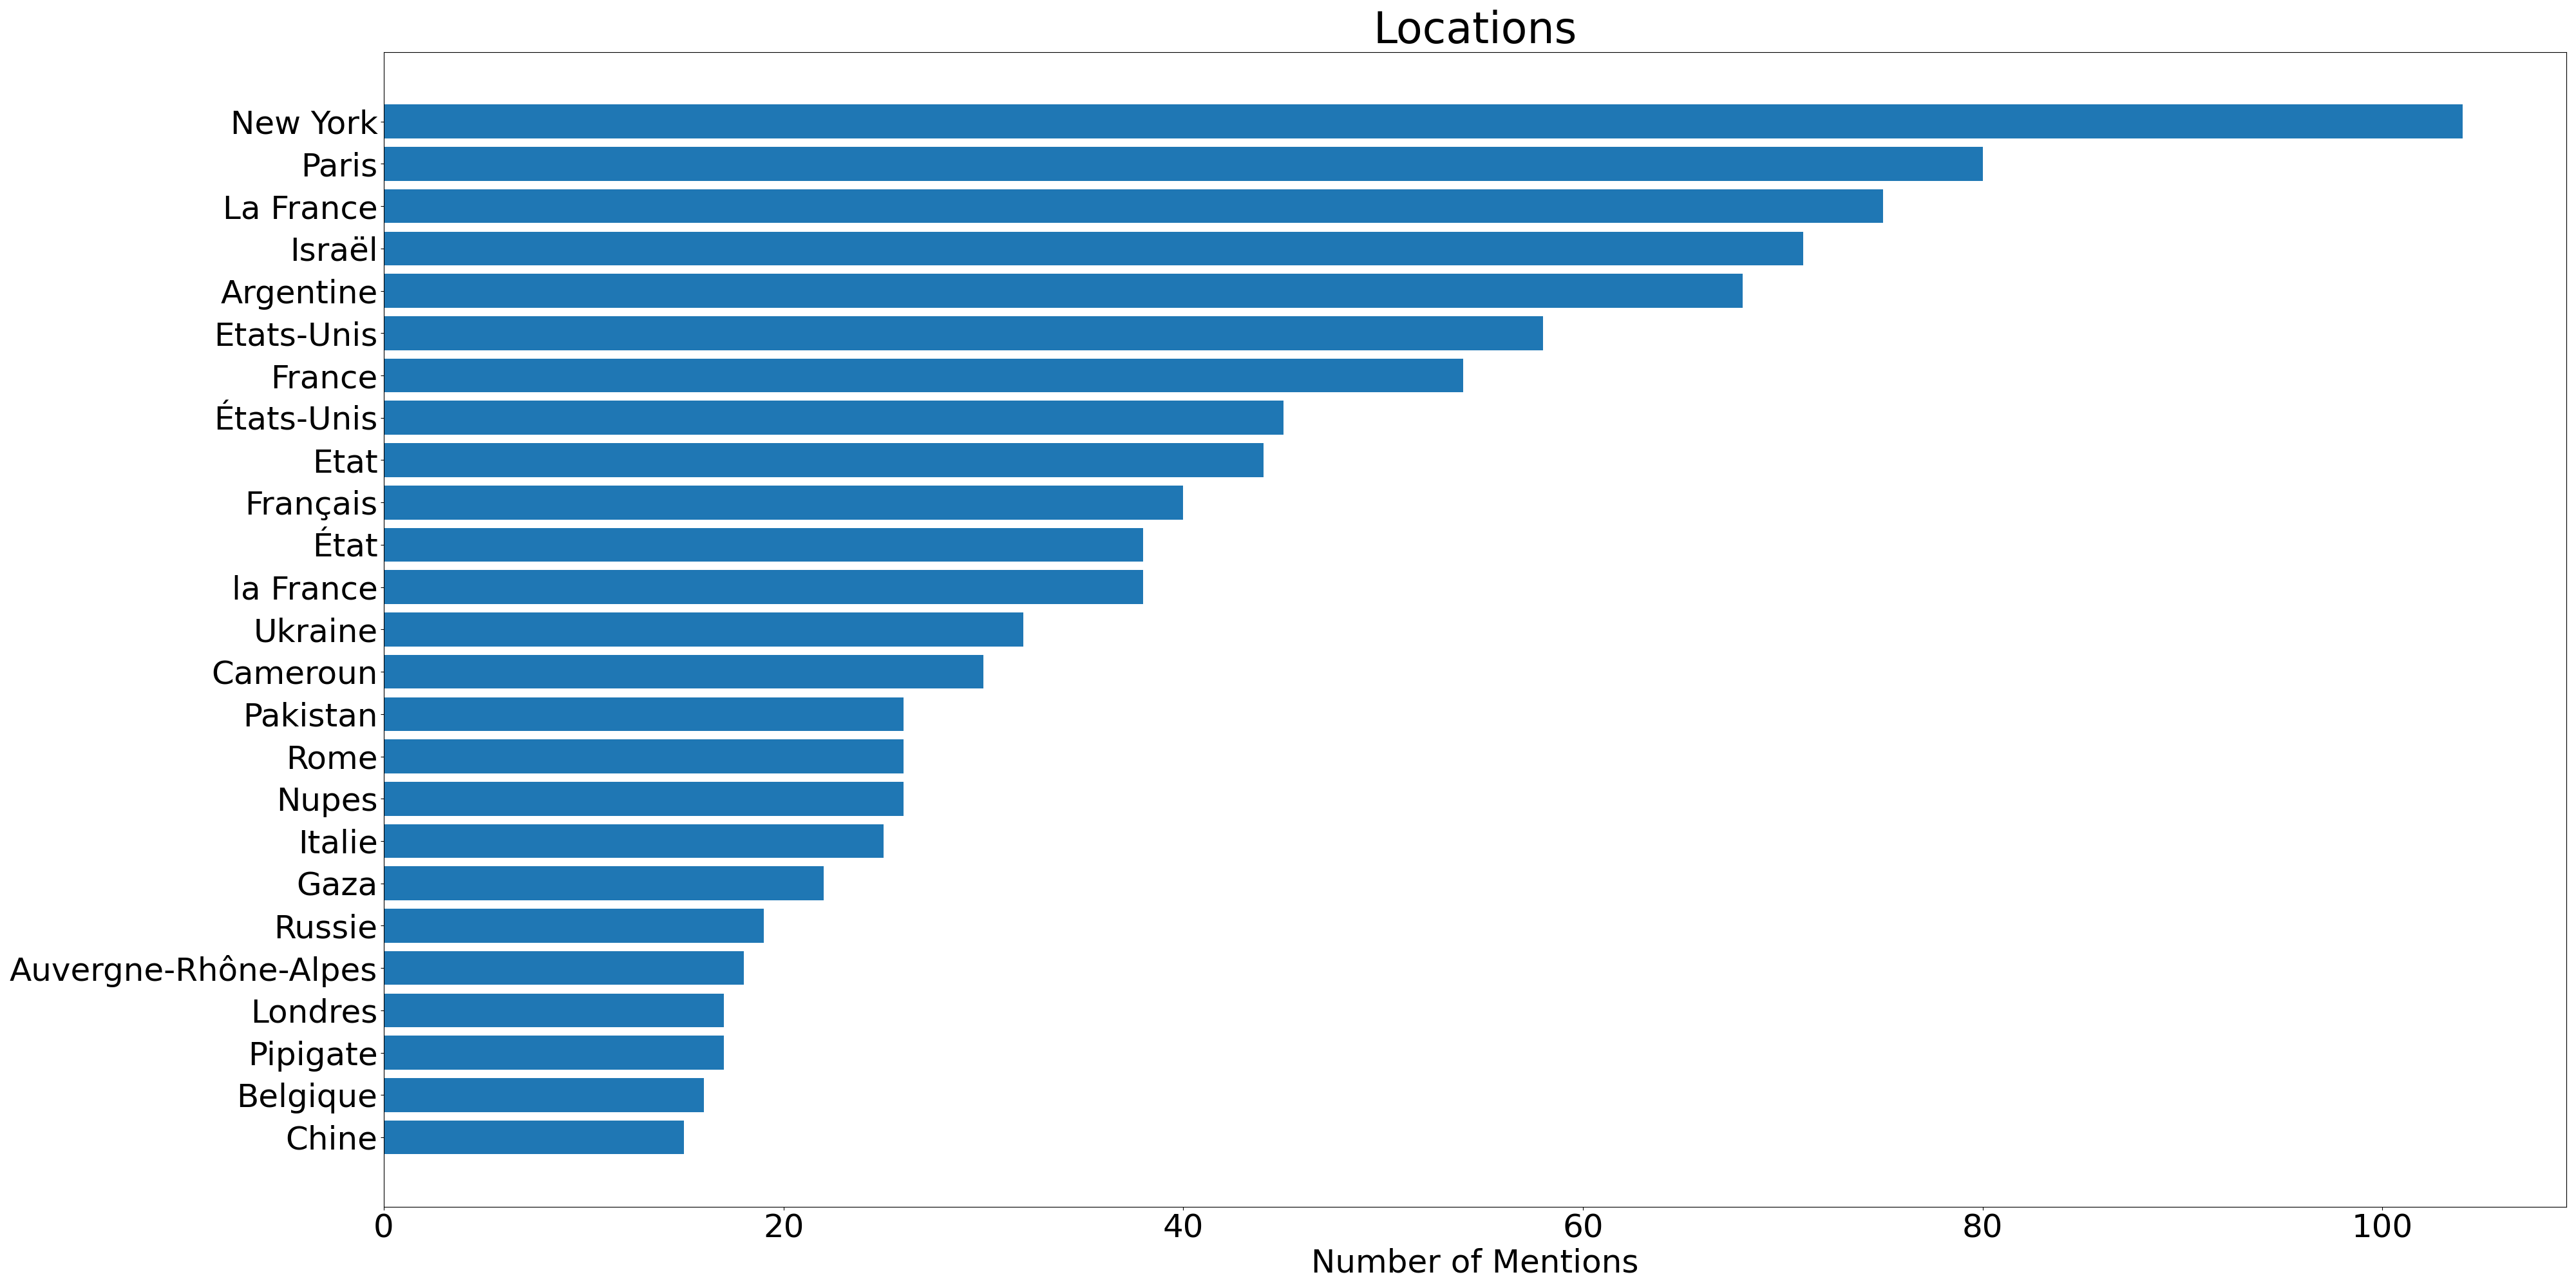 Locations
New York
Paris
La France
Israël
Argentine
Etats-Unis
France
États-Unis
Etat
Français
État
la France
Ukraine
Cameroun
Pakistan
Rome
Nupes
Italie
Gaza
Russie
Auvergne-Rhône-Alpes
Londres
Pipigate
Belgique
Chine
0 20 40 60 80 100
Number of Mentions